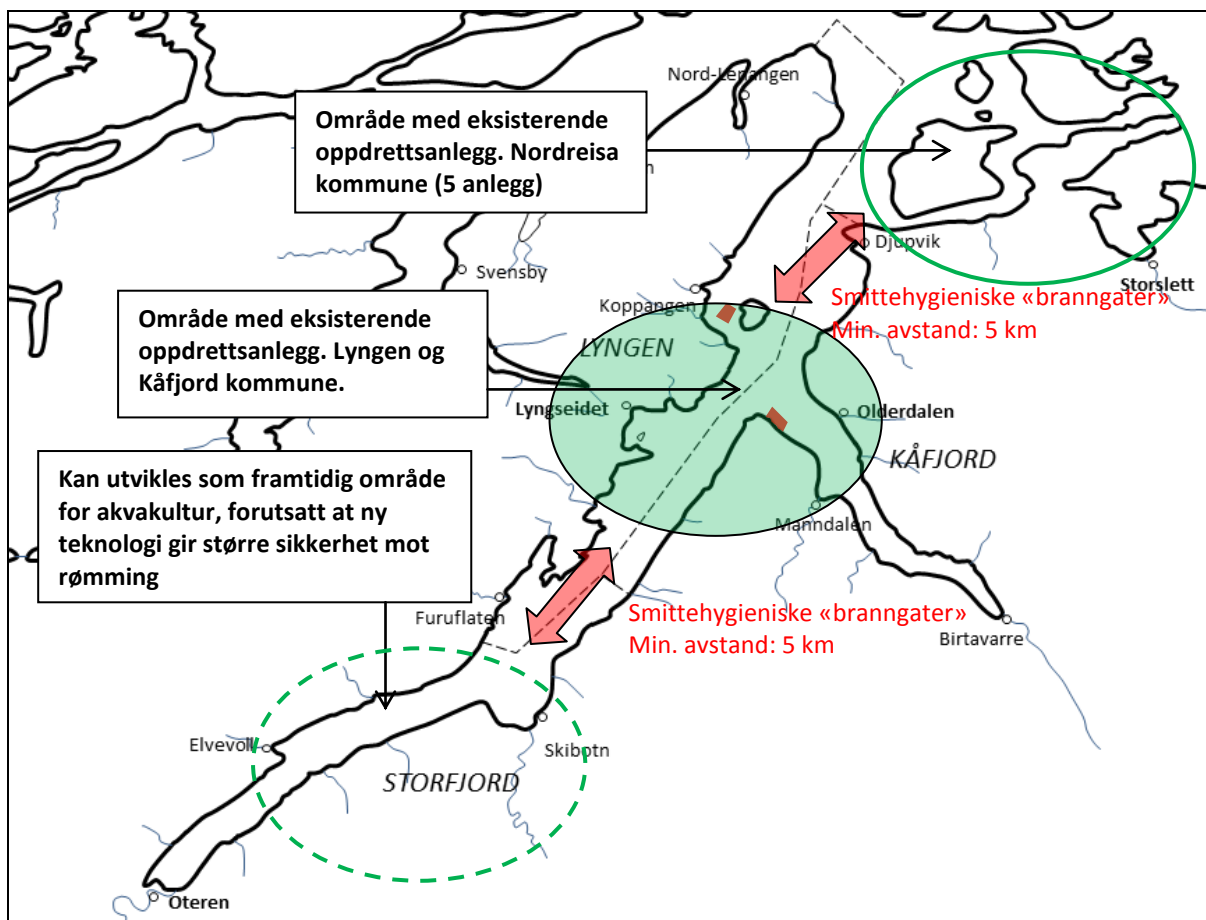 Nord-Lenangen
Område med eksisterende
oppdrettsanlegg. Nordreisa
kommune (5 anlegg)
n
Djupvik
Svensby
Storslett
Koppangen
Smittehygieniske «branngater»
Min. avstand: 5 km
Område med eksisterende
oppdrettsanlegg. Lyngen og
Kåfjord kommune.
LYNGEN
Lyngseidet
Olderdalen
KÅFJORD
Kan utvikles som framtidig område
for akvakultur, forutsatt at ny
teknologi gir større sikkerhet mot
rømming
Manndalen
Furuflaten
Smittehygieniske «branngater»
Min. avstand: 5 km
Birtavarre
Elvevoll
Skibotn
STORFJORD
Oteren